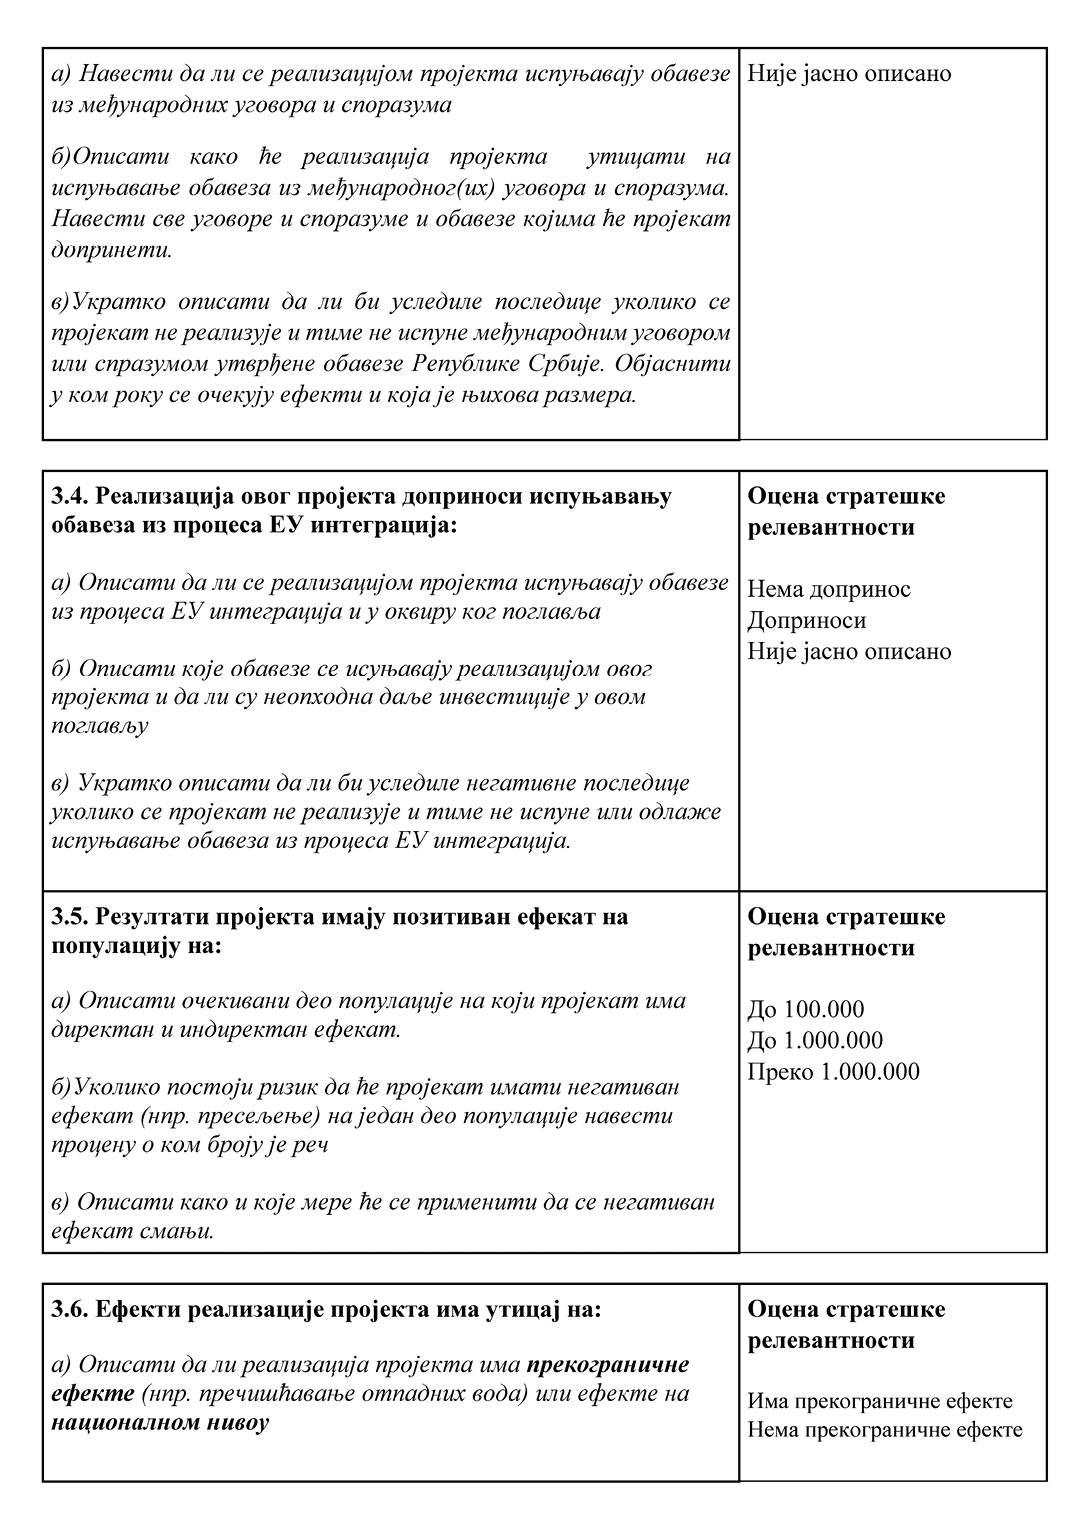 а) Навести да ли се реализацијом пројекта испуњавају обавезе
из међународних уговора и споразума
б)Описати како ће реализација пројекта утицати на
испуњавање обавеза из међународног(их) уговора и споразума.
Навести све уговоре и споразуме и обавезе којима ће пројекат
допринети.
в)Укратко описати да ли би уследиле последице уколико се
пројекат не реализује и тиме не испуне међународним уговором
или спразумом утврђене обавезе Републике Србије. Објаснити
у ком року се очекују ефекти и која је њихова размера.
Није јасно описано
3.4. Реализација овог пројекта доприноси испуњавању
обавеза из процеса ЕУ интеграција:
а) Описати да ли се реализацијом пројекта испуњавају обавезе
из процеса ЕУ интеграција и у оквиру ког поглавља
б) Описати које обавезе се исуњавају реализацијом овог
пројекта и да ли су неопходна даље инвестиције у овом
поглављу
в) Укратко описати да ли би уследиле негативне последице
уколико се пројекат не реализује и тиме не испуне или одлаже
испуњавање обавеза из процеса ЕУ интеграција.
Оцена стратешке
релевантности
Нема допринос
Доприноси
Није јасно описано
3.5. Резултати пројекта имају позитиван ефекат на
популацију на:
а) Описати очекивани део популације на који пројекат има
директан и индиректан ефекат.
б)Уколико постоји ризик да ће пројекат имати негативан
ефекат (нпр. пресељење) на један део популације навести
процену о ком броју је реч
в) Описати како и које мере ће се применити да се негативан
ефекат смањи.
Оцена стратешке
релевантности
До 100.000
До 1.000.000
Преко 1.000.000
3.6. Ефекти реализације пројекта има утицај на:
а) Описати да ли реализација пројекта има прекограничне
ефекте (нпр. пречишћавање отпадних вода) или ефекте на
националном нивоу
Оцена стратешке
релевантности
Има прекограничне ефекте
Нема прекограничне ефекте